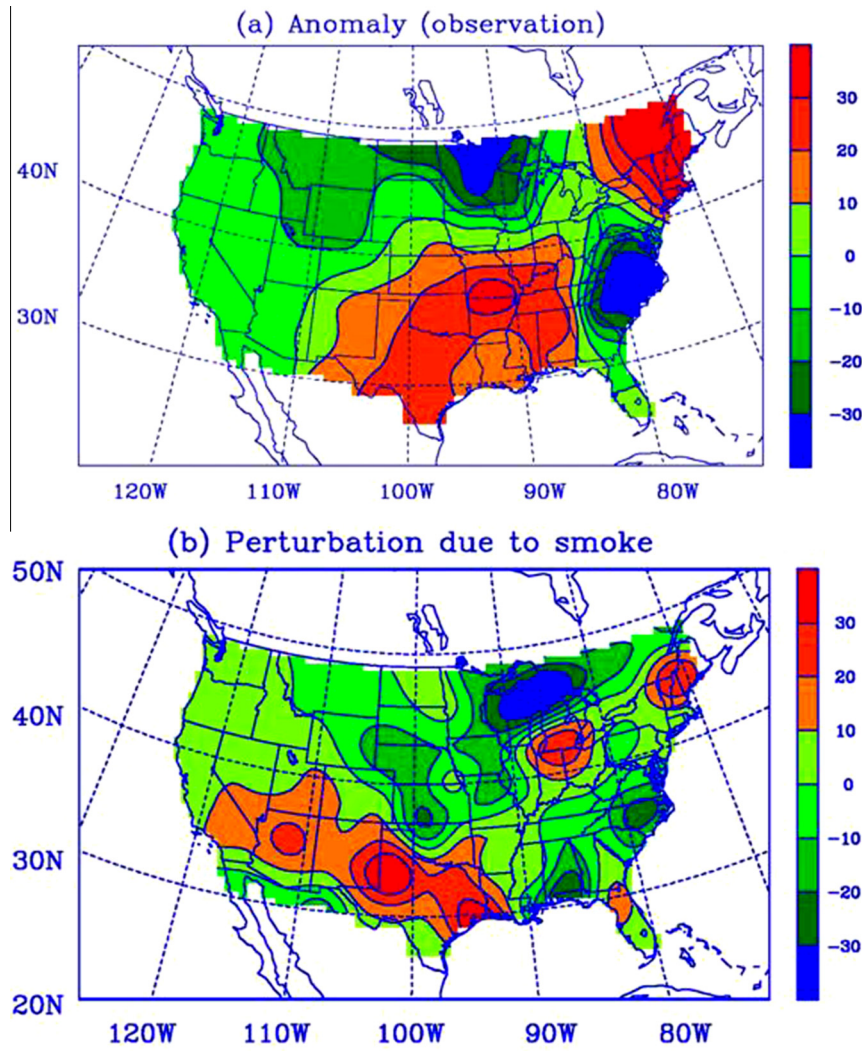 (a) Anomaly (observation)
40N
30N
120W 110W 100W 90W 80W
30
20
10
0
-10
-20
-30
(b) Perturbation due to smoke
50N
40N
30N
20N
120W 110W 100W 90W 80W
30
20
10
0
-10
-20
-30